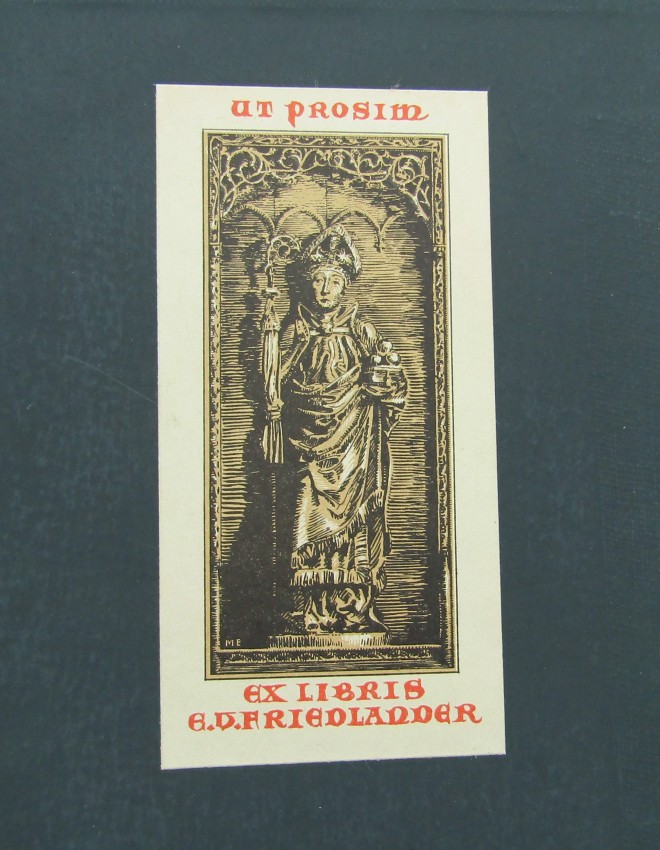 UT PROSIM
ME
EX LIBRIS
E.D.FRIEDLANDER